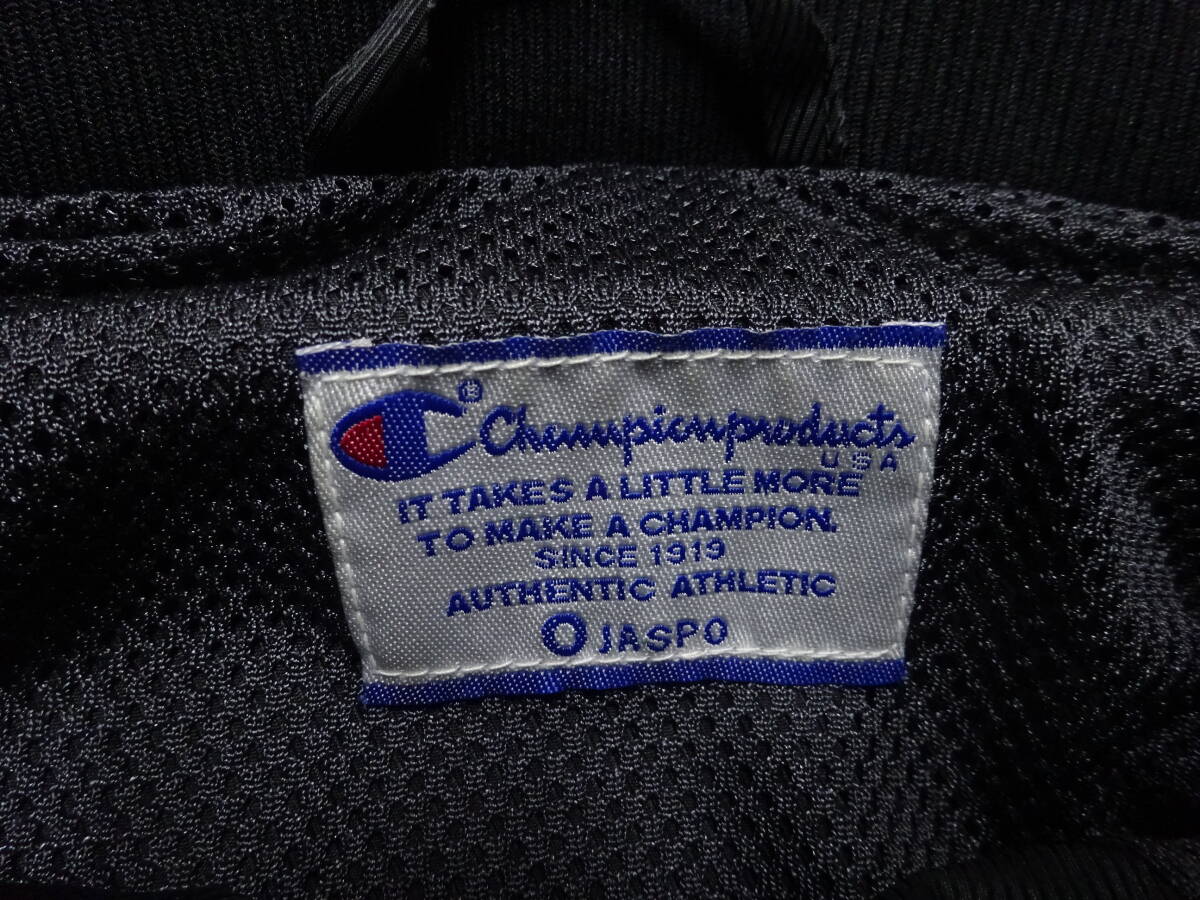 ® Championproducts
USA
IT TAKES A LITTLE MORE
TO MAKE A CHAMPION.
SINCE 1919
AUTHENTIC ATHLETIC
O JASPO